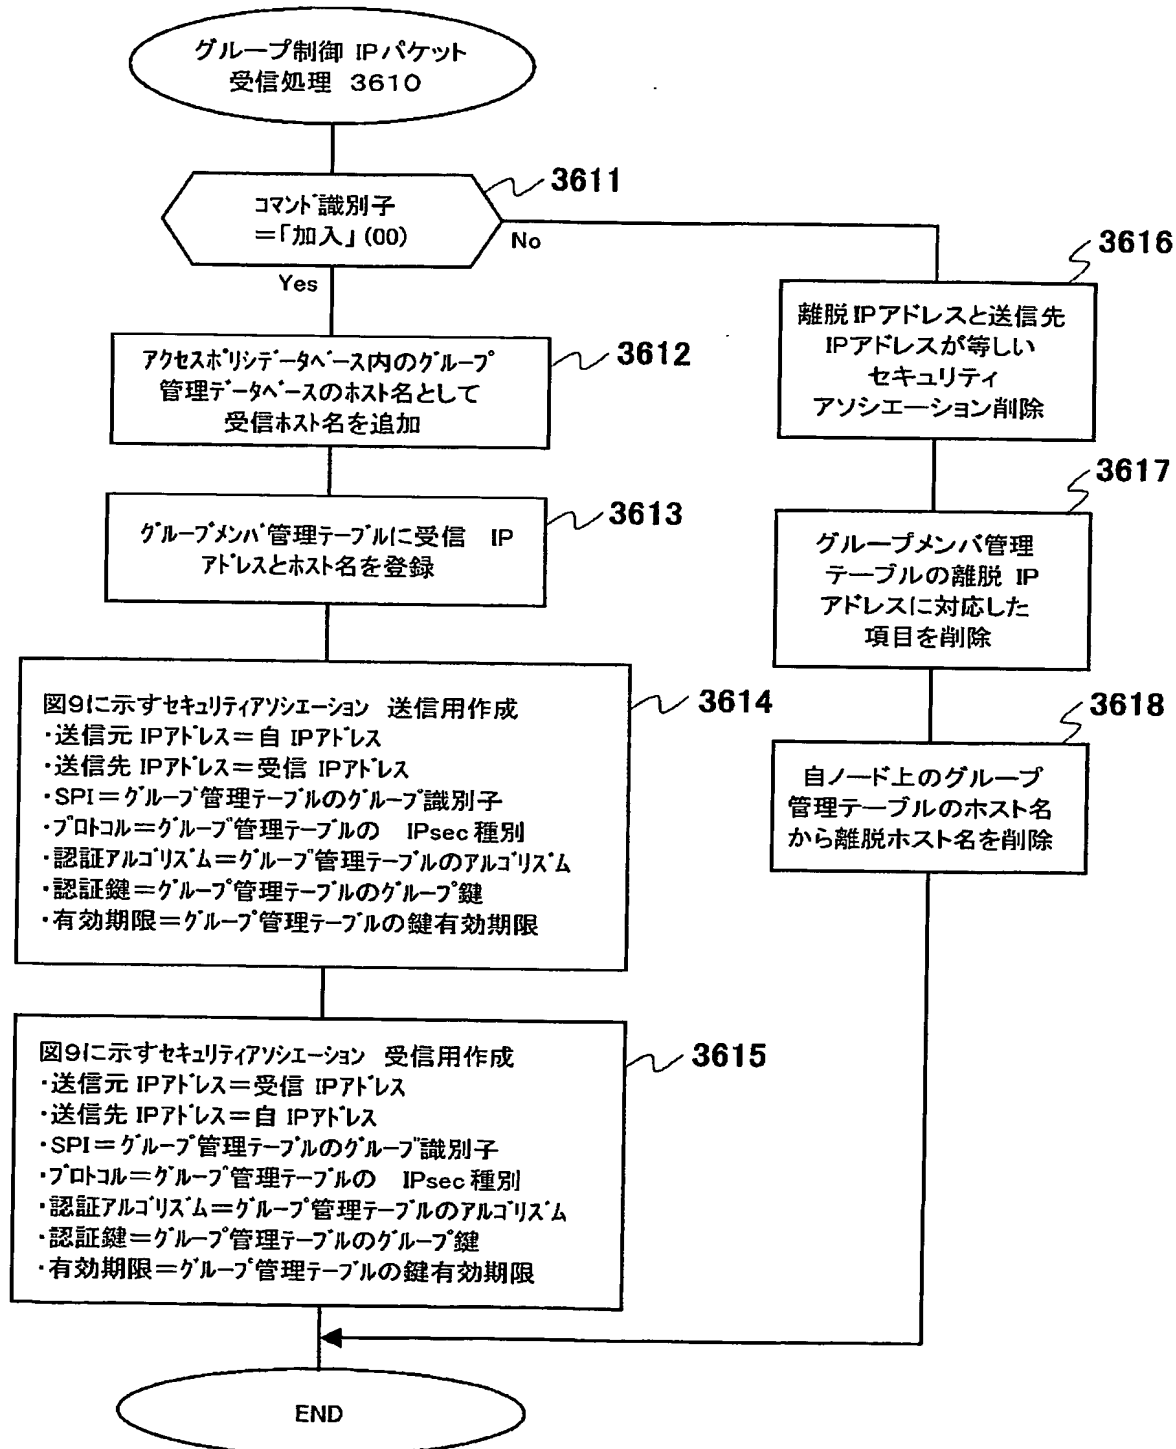 グループ制御 IPパケット
受信処理 3610
3611
コマンド識別子
＝「加入」(00)
No
Yes
3612
アクセスポリシデータベース内のグループ
管理データベースのホスト名として
受信ホスト名を追加
3613
グループメンバ管理テーブルに受信 IP
アドレスとホスト名を登録
3614
図9に示すセキュリティアソシエーション 送信用作成
・送信元 IPアドレス＝自 IPアドレス
・送信先 IPアドレス＝受信 IPアドレス
・SPI＝グループ管理テーブルのグループ識別子
・プロトコル＝グループ管理テーブルの IPsec 種別
・認証アルゴリズム＝グループ管理テーブルのアルゴリズム
・認証鍵＝グループ管理テーブルのグループ鍵
・有効期限＝グループ管理テーブルの鍵有効期限
3615
図9に示すセキュリティアソシエーション 受信用作成
・送信元 IPアドレス＝受信 IPアドレス
・送信先 IPアドレス＝自 IPアドレス
・SPI＝グループ管理テーブルのグループ識別子
・プロトコル＝グループ管理テーブルの IPsec 種別
・認証アルゴリズム＝グループ管理テーブルのアルゴリズム
・認証鍵＝グループ管理テーブルのグループ鍵
・有効期限＝グループ管理テーブルの鍵有効期限
3616
離脱 IPアドレスと送信先
IPアドレスが等しい
セキュリティ
アソシエーション削除
3617
グループメンバ管理
テーブルの離脱 IP
アドレスに対応した
項目を削除
3618
自ノード上のグループ
管理テーブルのホスト名
から離脱ホスト名を削除
END